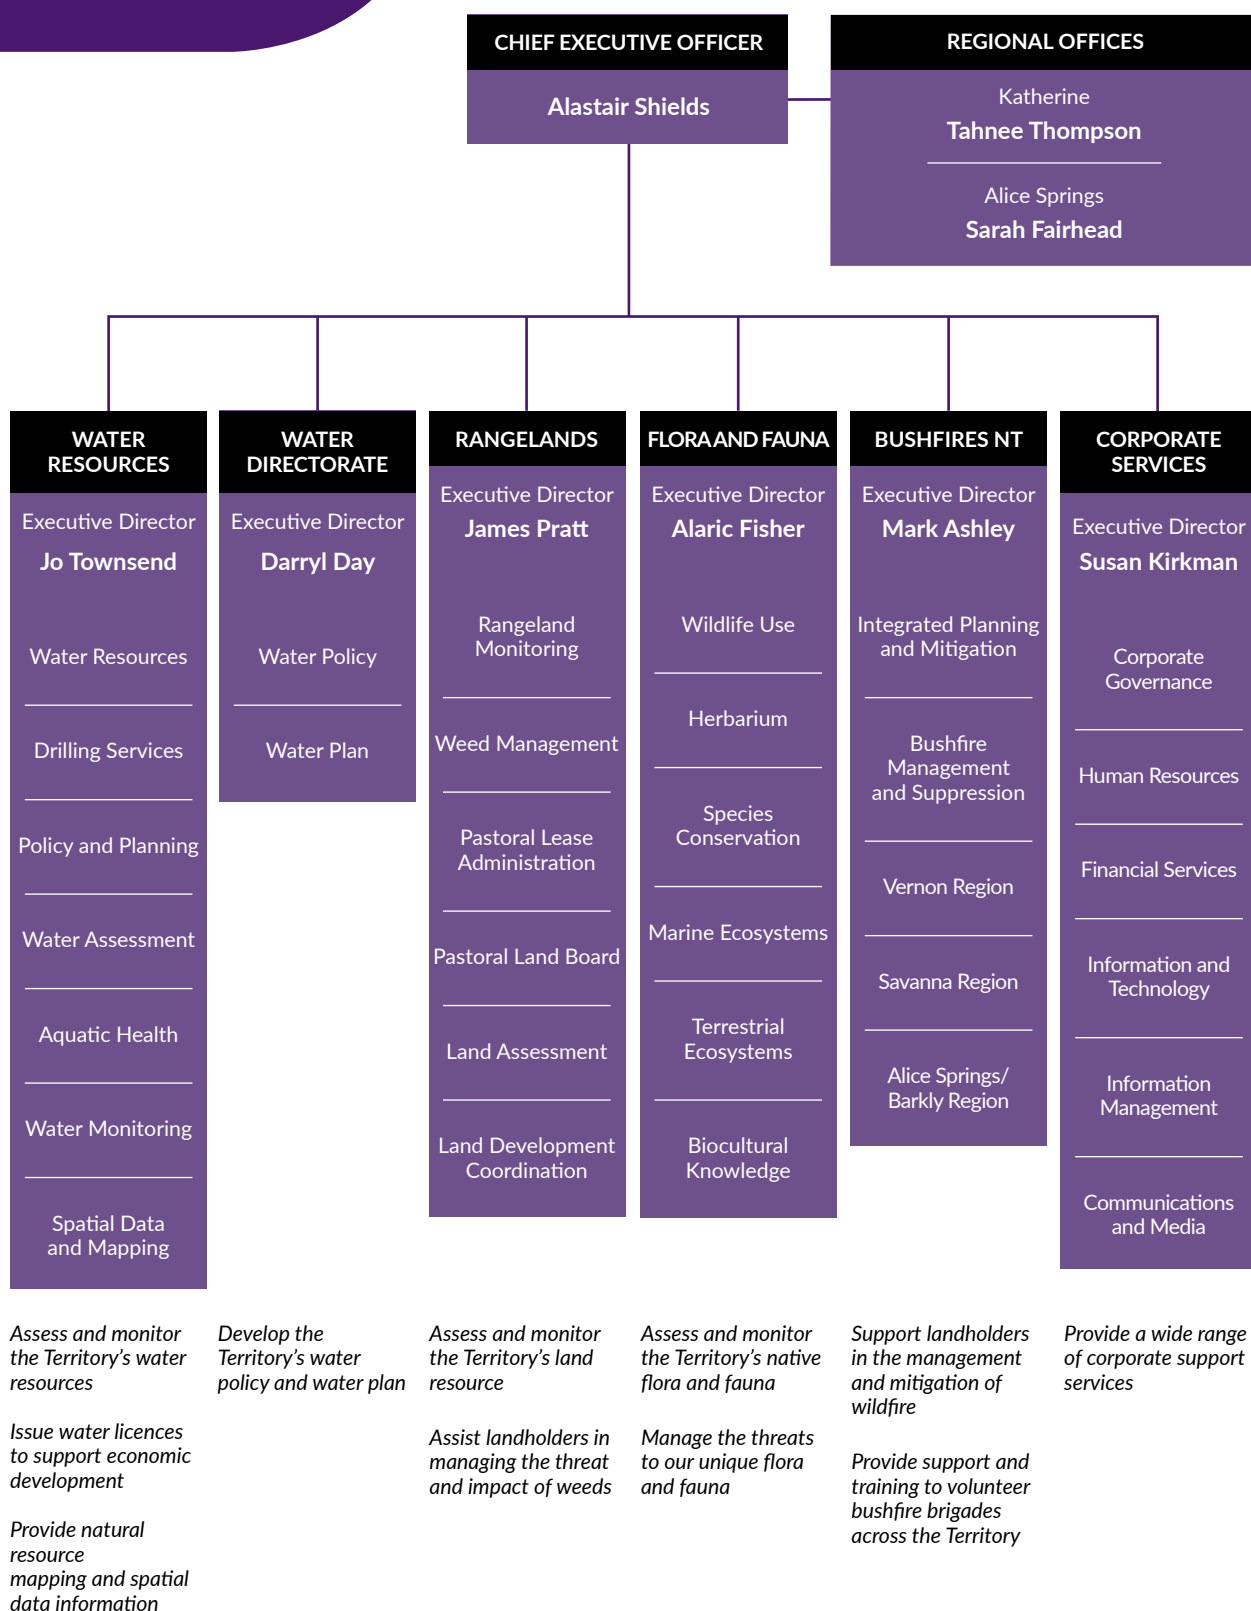 CHIEF EXECUTIVE OFFICER
Alastair Shields
REGIONAL OFFICES
Katherine
Tahnee Thompson
Alice Springs
Sarah Fairhead
WATER
RESOURCES
Executive Director
Jo Townsend
Water Resources
Drilling Services
Policy and Planning
Water Assessment
Aquatic Health
Water Monitoring
Spatial Data
and Mapping
Assess and monitor
the Territory's water
resources
Issue water licences
to support economic
development
Provide natural
resource
mapping and spatial
data information
WATER
DIRECTORATE
Executive Director
Darryl Day
Water Policy
Water Plan
Develop the
Territory's water
policy and water plan
RANGELANDS
Executive Director
James Pratt
Rangeland
Monitoring
Weed Management
Pastoral Lease
Administration
Pastoral Land Board
Land Assessment
Land Development
Coordination
Assess and monitor
the Territory's land
resource
Assist landholders in
managing the threat
and impact of weeds
FLORA AND FAUNA
Executive Director
Alaric Fisher
Wildlife Use
Herbarium
Species
Conservation
Marine Ecosystems
Terrestrial
Ecosystems
Biocultural
Knowledge
Assess and monitor
the Territory's native
flora and fauna
Manage the threats
to our unique flora
and fauna
BUSHFIRES NT
Executive Director
Mark Ashley
Integrated Planning
and Mitigation
Bushfire
Management
and Suppression
Vernon Region
Savanna Region
Alice Springs/
Barkly Region
Support landholders
in the management
and mitigation of
wildfire
Provide support and
training to volunteer
bushfire brigades
across the Territory
CORPORATE
SERVICES
Executive Director
Susan Kirkman
Corporate
Governance
Human Resources
Financial Services
Information and
Technology
Information
Management
Communications
and Media
Provide a wide range
of corporate support
services